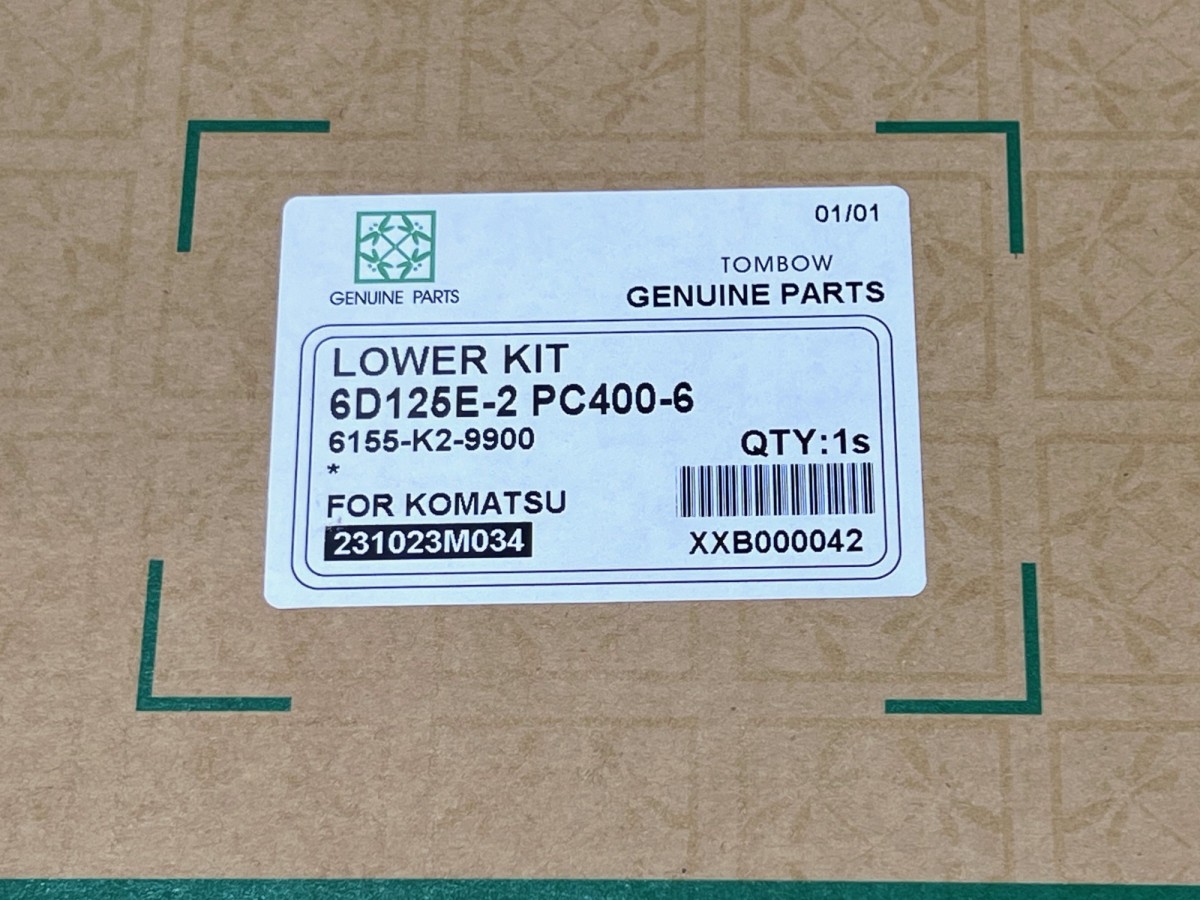 01/01
GENUINE PARTS
TOMBOW
GENUINE PARTS
LOWER KIT
6D125E-2 PC400-6
6155-K2-9900
QTY:1s
*
FOR KOMATSU
231023M034
XXB000042